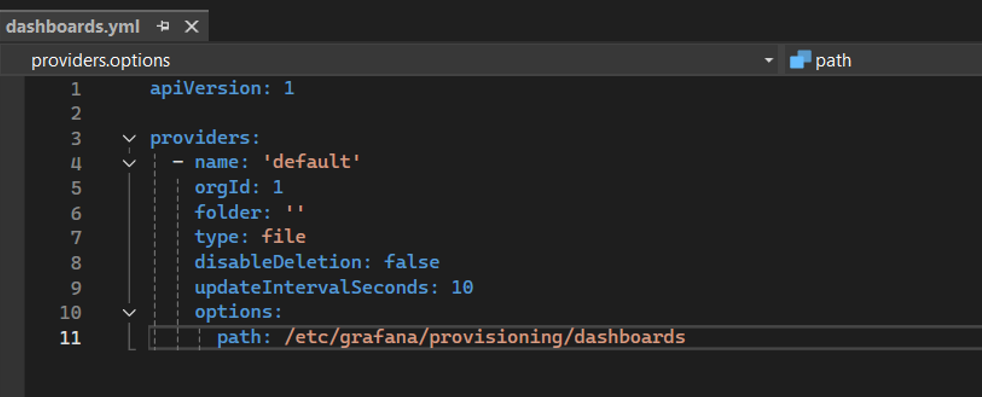 dashboards.yml
providers.options path
1 apiVersion: 1
2
3 providers:
4 - name: 'default'
5 orgId: 1
6 folder: ''
7 type: file
8 disableDeletion: false
9 updateIntervalSeconds: 10
10 options:
11 path: /etc/grafana/provisioning/dashboards